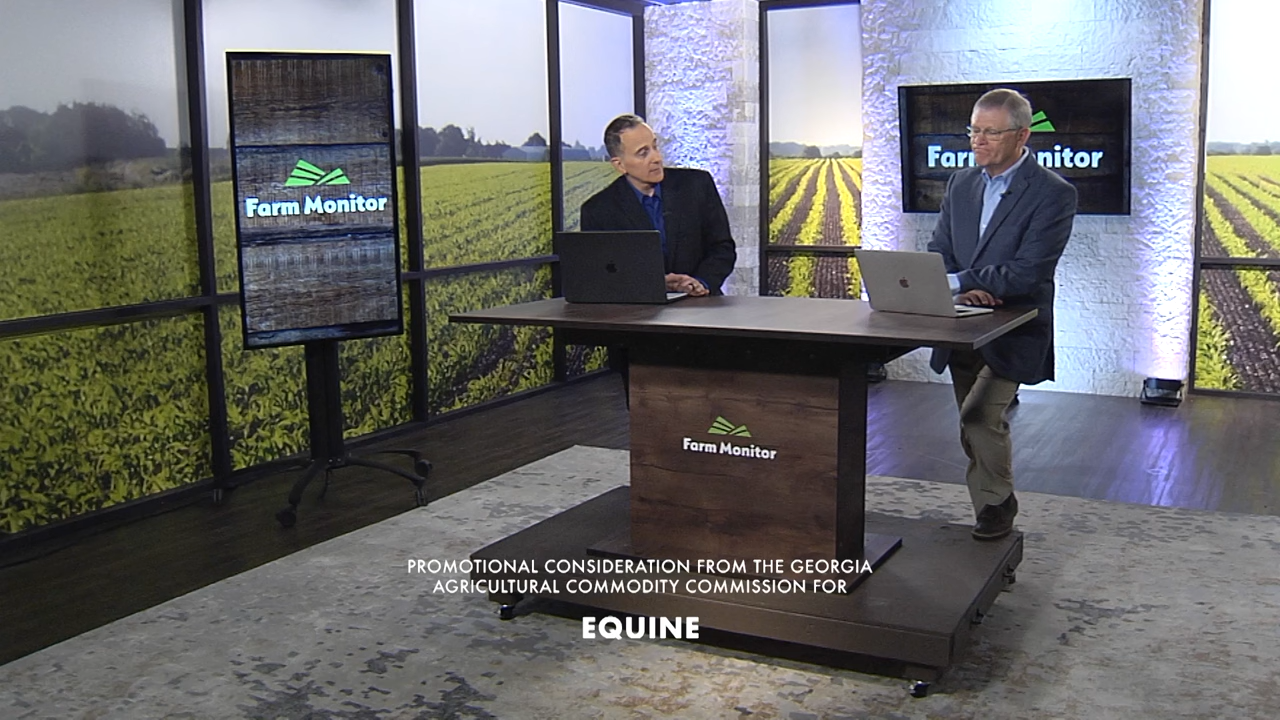 Farm Monitor
Farm Monitor
Farm Monitor
PROMOTIONAL CONSIDERATION FROM THE GEORGIA
AGRICULTURAL COMMODITY COMMISSION FOR
EQUINE